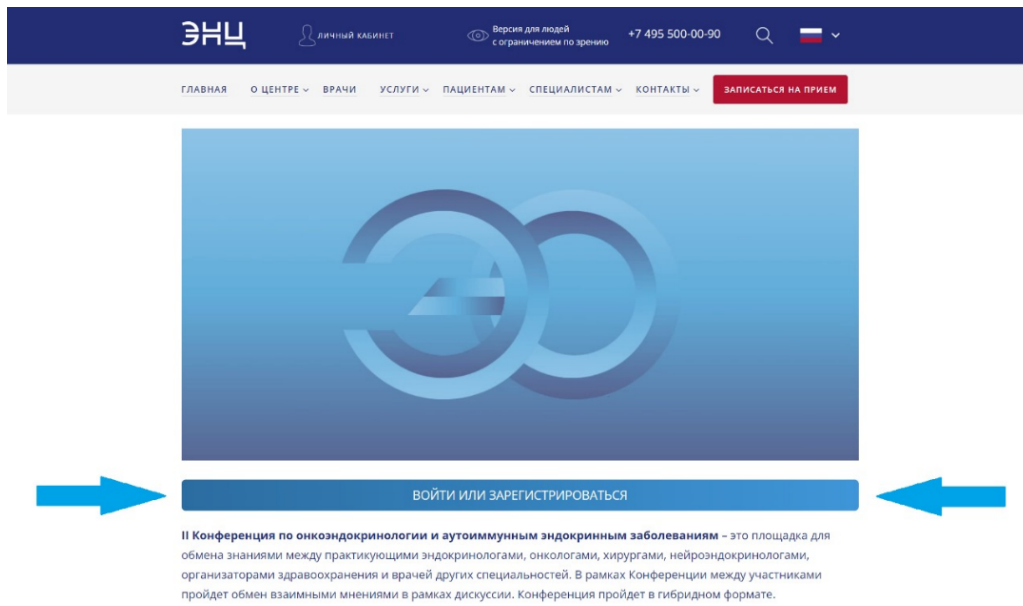 ЭНЦ
ЛИЧНЫЙ КАБИНЕТ
Версия для людей
с ограничением по зрению
+7 495 500-00-90
ГЛАВНАЯ О ЦЕНТРЕ ВРАЧИ УСЛУГИ ПАЦИЕНТАМ СПЕЦИАЛИСТАМ КОНТАКТЫ ЗАПИСАТЬСЯ НА ПРИЕМ
ВОЙТИ ИЛИ ЗАРЕГИСТРИРОВАТЬСЯ
II Конференция по онкоэндокринологии и аутоиммунным эндокринным заболеваниям – это площадка для
обмена знаниями между практикующими эндокринологами, онкологами, хирургами, нейроэндокринологами,
организаторами здравоохранения и врачей других специальностей. В рамках Конференции между участниками
пройдет обмен взаимными мнениями в рамках дискуссии. Конференция пройдет в гибридном формате.